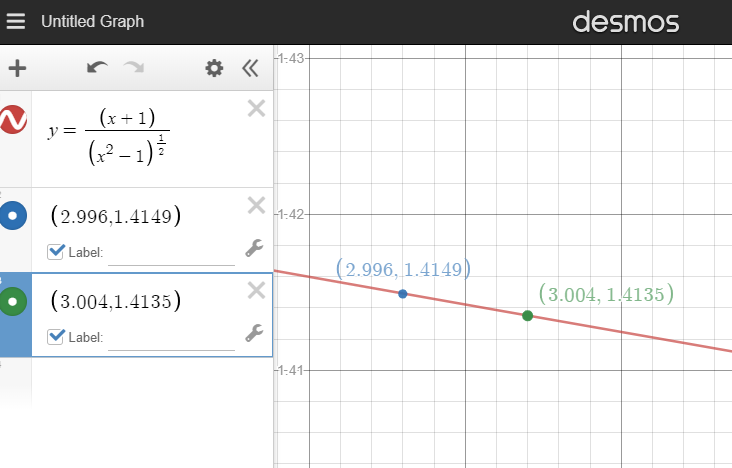 Untitled Graph
desmos
y = (x + 1) / (x² − 1)^(1/2)
(2.996,1.4149)
Label:
(3.004,1.4135)
Label:
1.43
1.42
1.41
(2.996, 1.4149)
(3.004, 1.4135)